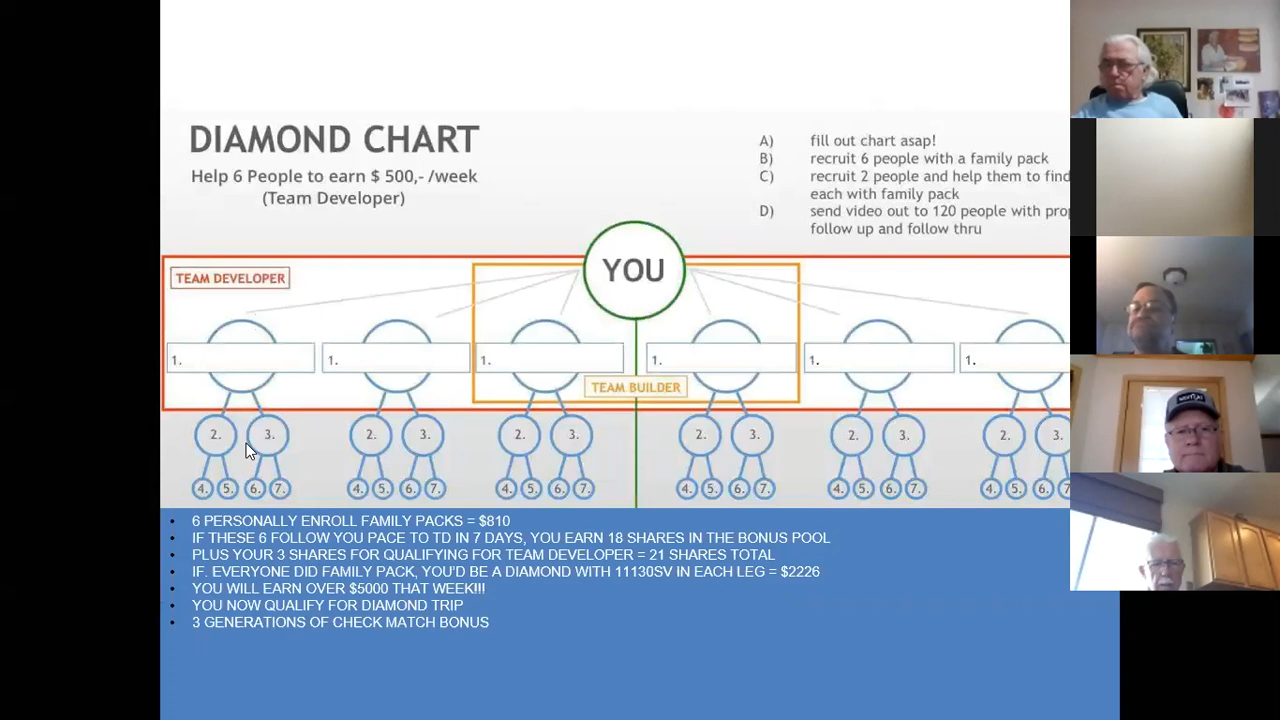 DIAMOND CHART
Help 6 People to earn $ 500,- /week
(Team Developer)
A) fill out chart asap!
B) recruit 6 people with a family pack
C) recruit 2 people and help them to find
each with family pack
D) send video out to 120 people with
follow up and follow thru
YOU
TEAM DEVELOPER
1. 1. 1. 1. 1. 1.
TEAM BUILDER
2. 3. 2. 3. 2. 3. 2. 3. 2. 3. 2. 3.
4. 5. 6. 7. 4. 5. 6. 7. 4. 5. 6. 7. 4. 5. 6. 7. 4. 5. 6. 7. 4. 5. 6. 7
• 6 PERSONALLY ENROLL FAMILY PACKS = $810
• IF THESE 6 FOLLOW YOU PACE TO TD IN 7 DAYS, YOU EARN 18 SHARES IN THE BONUS POOL
• PLUS YOUR 3 SHARES FOR QUALIFYING FOR TEAM DEVELOPER = 21 SHARES TOTAL
• IF. EVERYONE DID FAMILY PACK, YOU'D BE A DIAMOND WITH 11130SV IN EACH LEG = $2226
• YOU WILL EARN OVER $5000 THAT WEEK!!!
• YOU NOW QUALIFY FOR DIAMOND TRIP
• 3 GENERATIONS OF CHECK MATCH BONUS